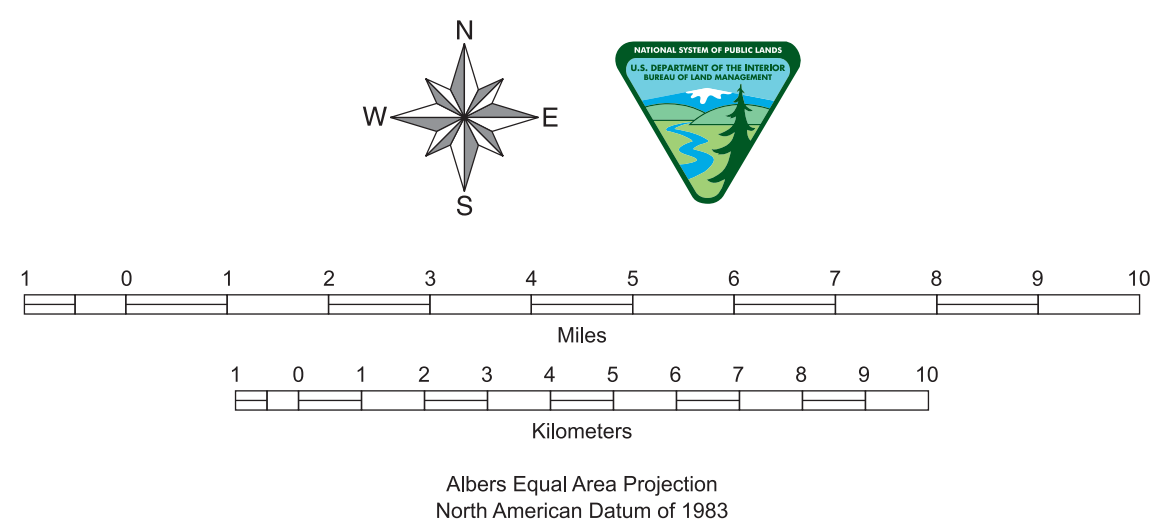 N
W E
S
NATIONAL SYSTEM OF PUBLIC LANDS
U.S. DEPARTMENT OF THE INTERIOR
BUREAU OF LAND MANAGEMENT
1 0 1 2 3 4 5 6 7 8 9 10
Miles
1 0 1 2 3 4 5 6 7 8 9 10
Kilometers
Albers Equal Area Projection
North American Datum of 1983